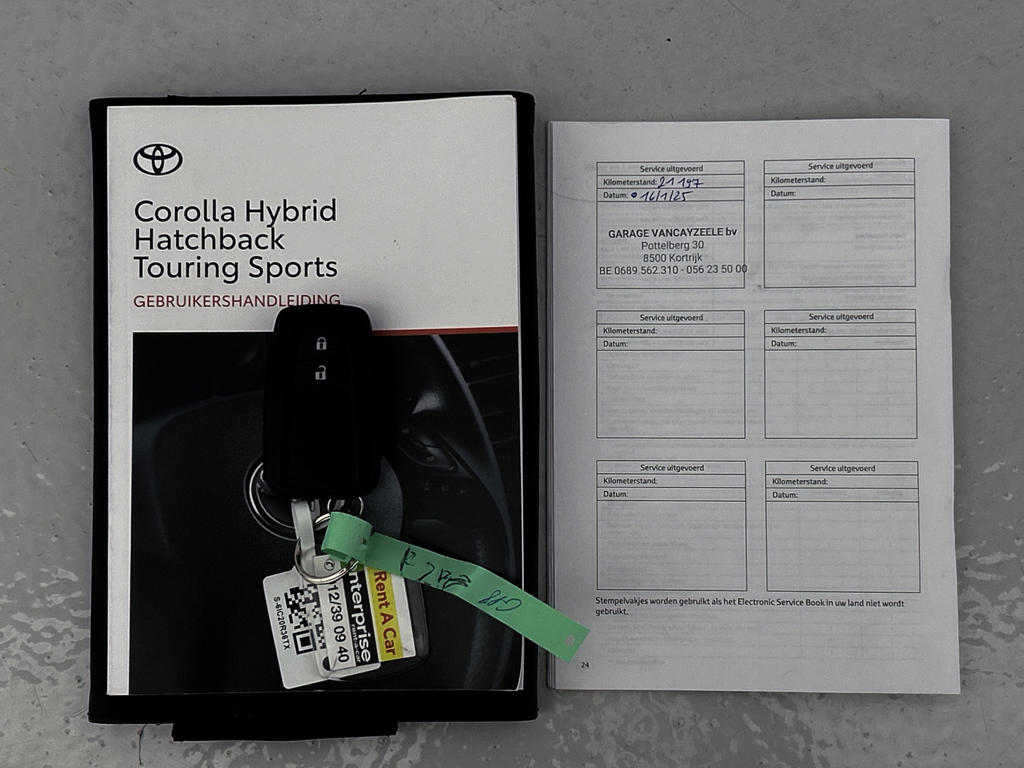 Corolla Hybrid
Hatchback
Touring Sports
GEBRUIKERSHANDLEIDING
S-6IC20R36TX
12/39 09 40
enterprise
rent-a-car
Rent A Car
Service uitgevoerd
Kilometerstand: 21 197
Datum: 16/1/25
GARAGE VANCAYZEELE bv
Pottelberg 30
8500 Kortrijk
BE 0689.562.310 - 056 23 50 00
Service uitgevoerd
Kilometerstand:
Datum:
Service uitgevoerd
Kilometerstand:
Datum:
Service uitgevoerd
Kilometerstand:
Datum:
Service uitgevoerd
Kilometerstand:
Datum:
Service uitgevoerd
Kilometerstand:
Datum:
Stempelvakjes worden gebruikt als het Electronic Service Book in uw land niet wordt
gebruikt.
24